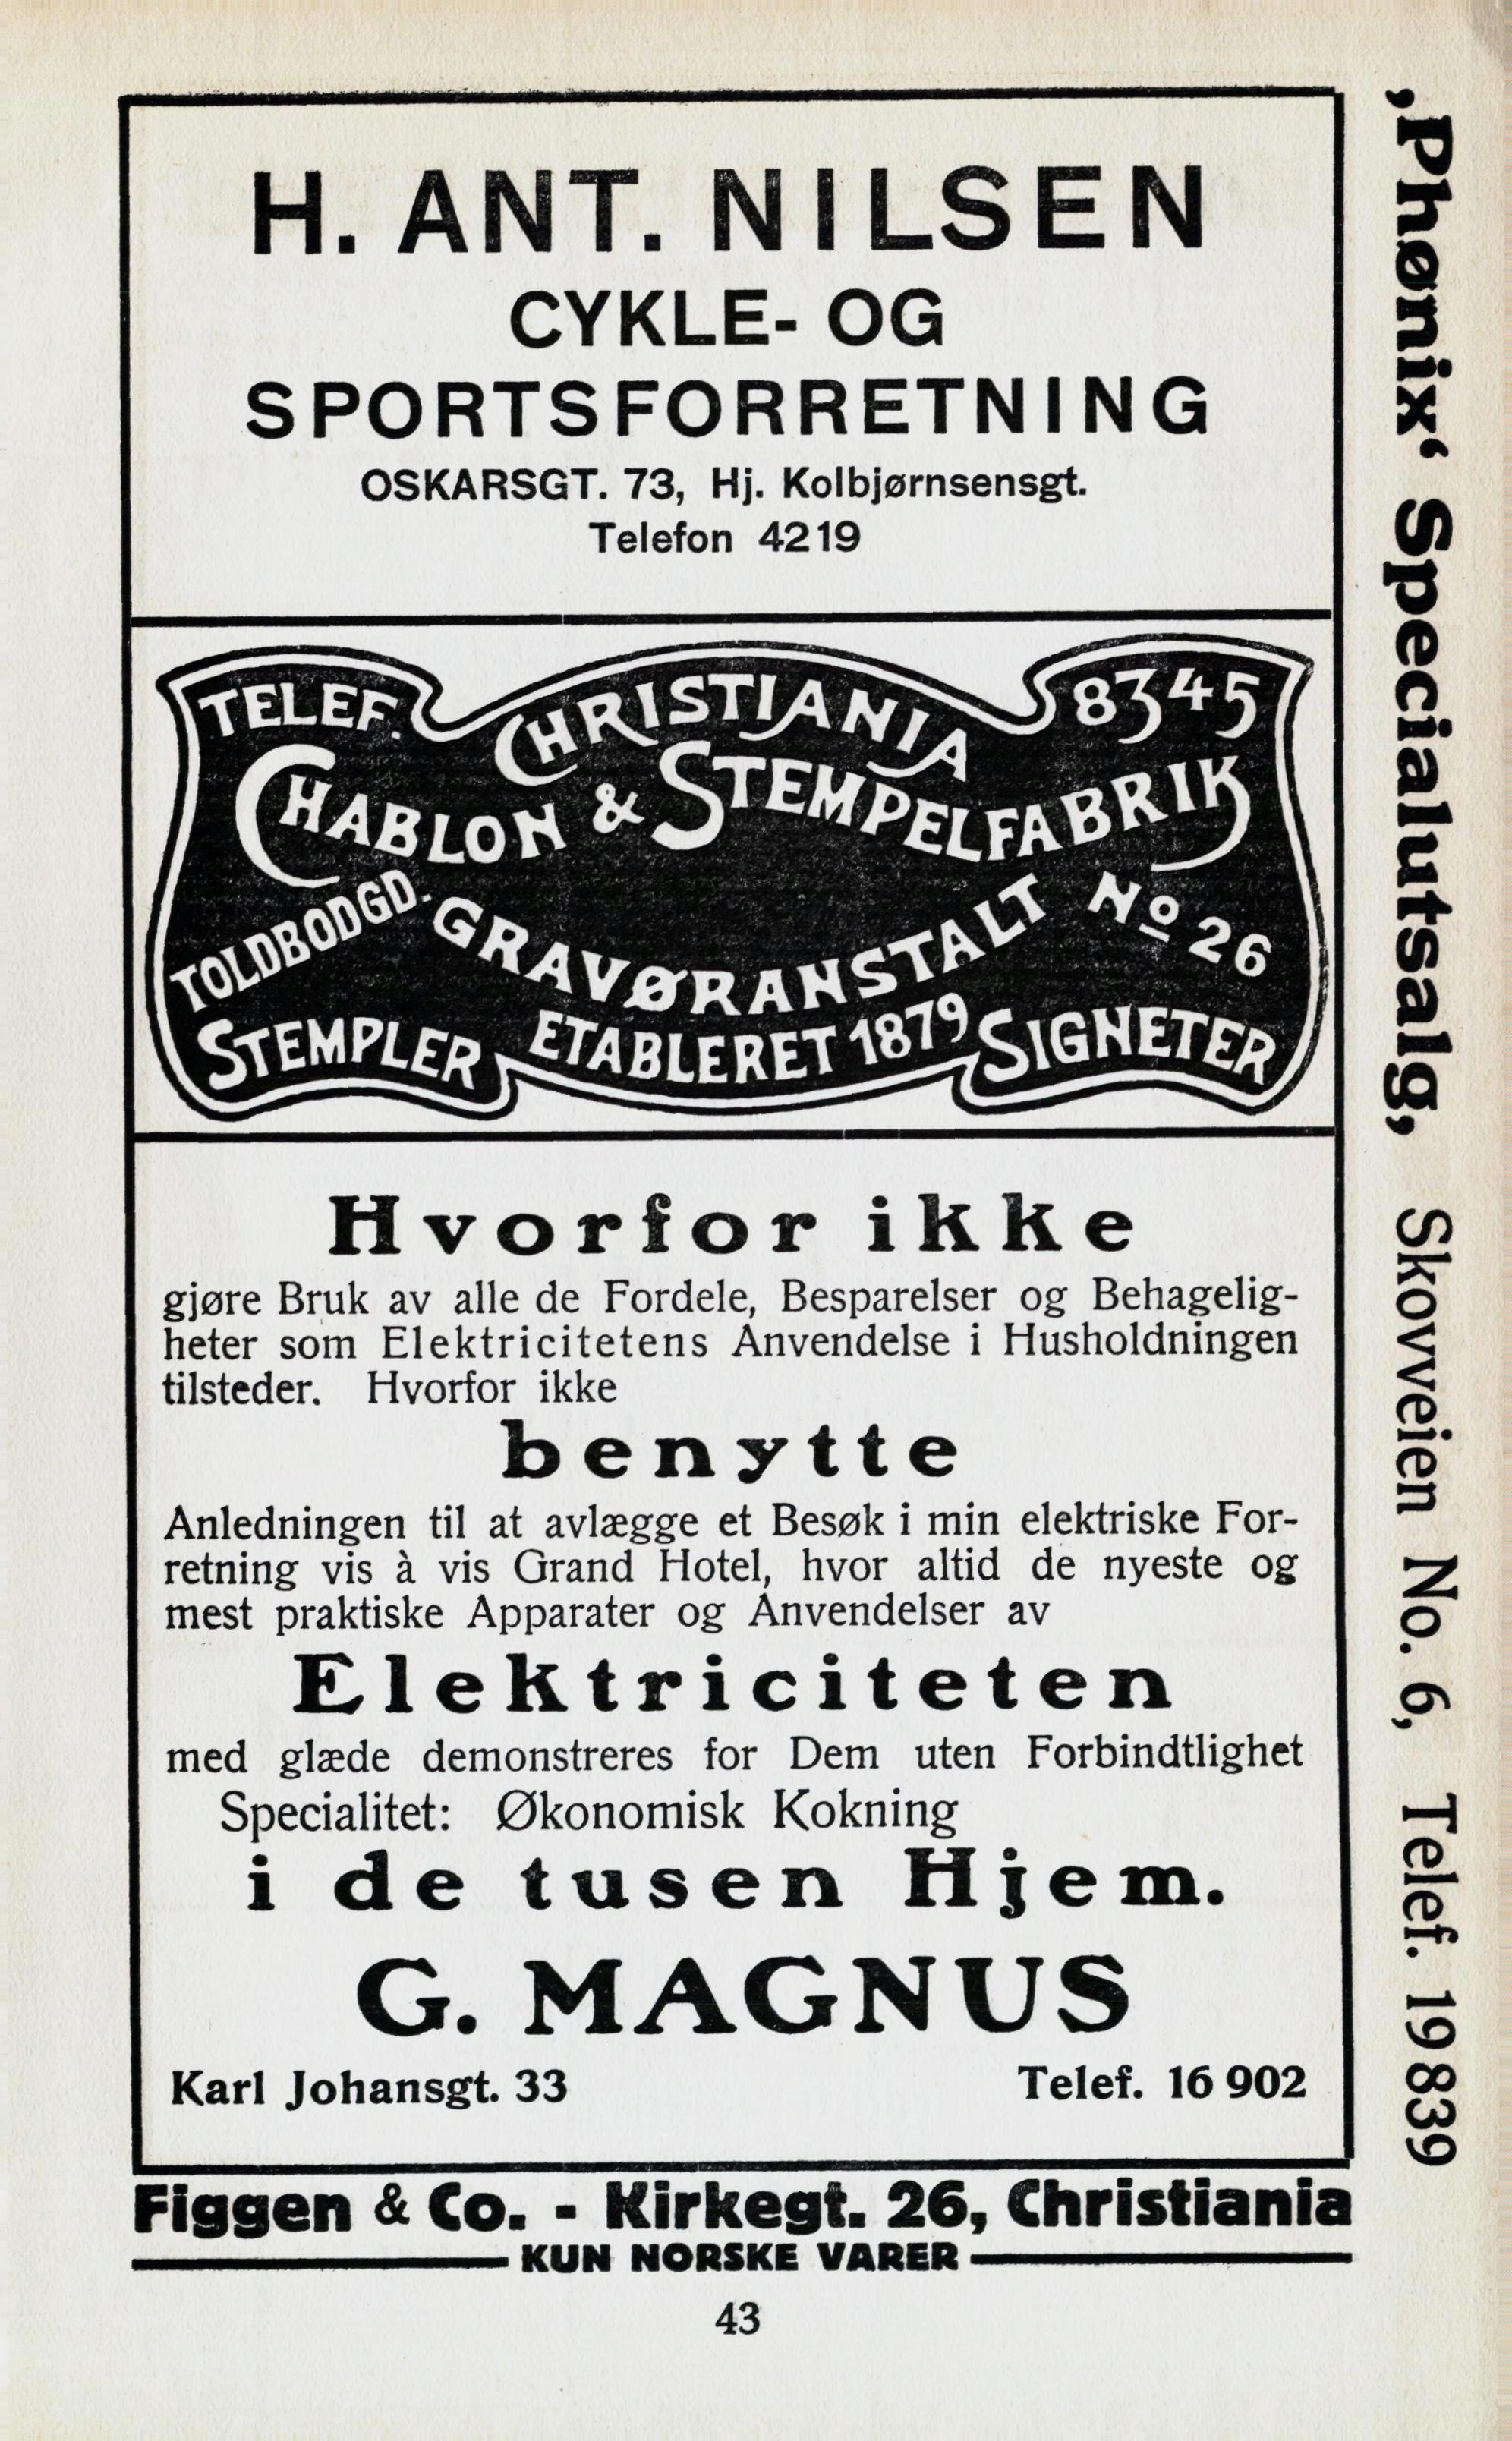 H. ANT. NILSEN
CYKLE- OG
SPORTSFORRETNING
OSKARSGT. 73, Hj. Kolbjørnsensgt.
Telefon 4219
TELEF. CHRISTIANIA 8345
CHABLON & STEMPELFABRIK
TOLDBODGD. GRAVØRANSTALT No 26
STEMPLER ETABLERET 1879 SIGNETER
Hvorfor ikke
gjøre Bruk av alle de Fordele, Besparelser og Behagelig-
heter som Elektricitetens Anvendelse i Husholdningen
tilsteder. Hvorfor ikke
benytte
Anledningen til at avlægge et Besøk i min elektriske For-
retning vis à vis Grand Hotel, hvor altid de nyeste og
mest praktiske Apparater og Anvendelser av
Elektriciteten
med glæde demonstreres for Dem uten Forbindtlighet
Specialitet: Økonomisk Kokning
i de tusen Hjem.
G. MAGNUS
Karl Johansgt. 33 Telef. 16 902
Figgen & Co. - Kirkegt. 26, Christiania
KUN NORSKE VARER
43
‚Phønix‘ Specialutsalg, Skovveien No. 6, Telef. 19839